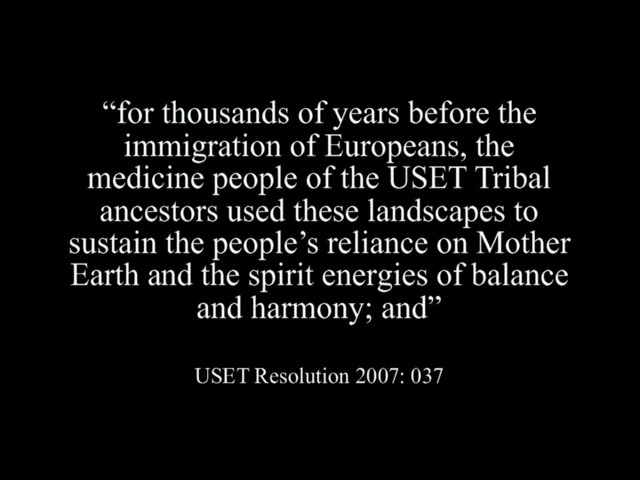 “for thousands of years before the
immigration of Europeans, the
medicine people of the USET Tribal
ancestors used these landscapes to
sustain the people’s reliance on Mother
Earth and the spirit energies of balance
and harmony; and”
USET Resolution 2007: 037